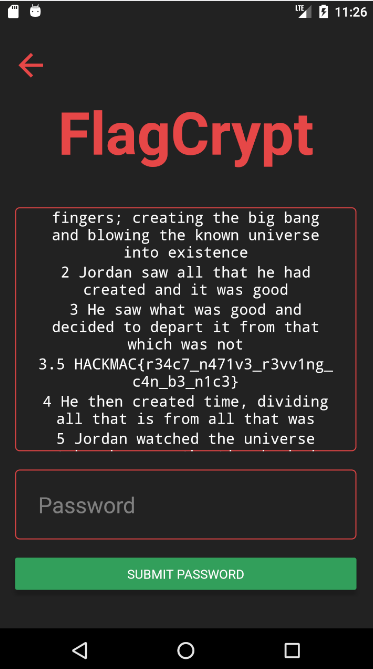 LTE 11:26
FlagCrypt
fingers; creating the big bang
and blowing the known universe
into existence
2 Jordan saw all that he had
created and it was good
3 He saw what was good and
decided to depart it from that
which was not
3.5 HACKMAC{r34c7_n471v3_r3vv1ng_
c4n_b3_n1c3}
4 He then created time, dividing
all that is from all that was
5 Jordan watched the universe
Password
SUBMIT PASSWORD